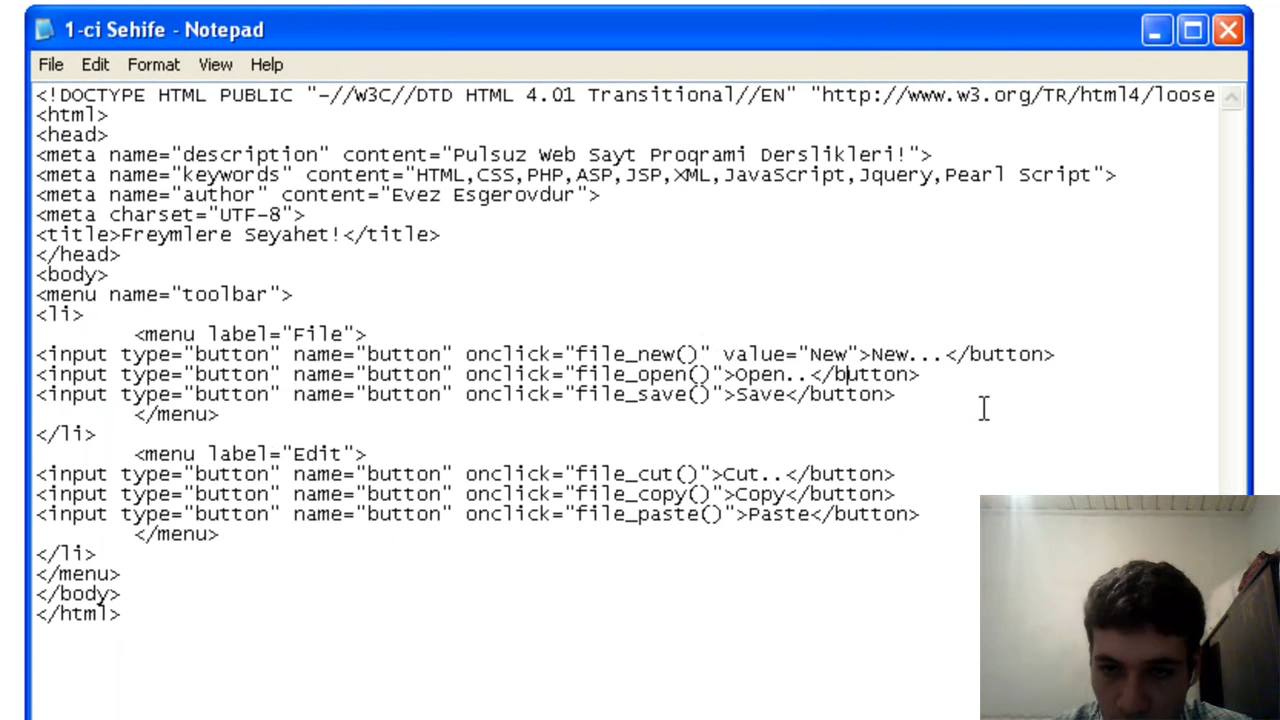 1-ci Sehife - Notepad
File Edit Format View Help
<!DOCTYPE HTML PUBLIC "-//W3C//DTD HTML 4.01 Transitional//EN" "http://www.w3.org/TR/html4/loose
<html>
<head>
<meta name="description" content="Pulsuz Web Sayt Proqrami Derslikleri!">
<meta name="keywords" content="HTML,CSS,PHP,ASP,JSP,XML,JavaScript,Jquery,Pearl Script">
<meta name="author" content="Evez Esgerovdur">
<meta charset="UTF-8">
<title>Freymlere Seyahet!</title>
</head>
<body>
<menu name="toolbar">
<li>
<menu label="File">
<input type="button" name="button" onclick="file_new()" value="New">New...</button>
<input type="button" name="button" onclick="file_open()">Open..</button>
<input type="button" name="button" onclick="file_save()">Save</button>
</menu>
</li>
<menu label="Edit">
<input type="button" name="button" onclick="file_cut()">Cut..</button>
<input type="button" name="button" onclick="file_copy()">Copy</button>
<input type="button" name="button" onclick="file_paste()">Paste</button>
</menu>
</li>
</menu>
</body>
</html>